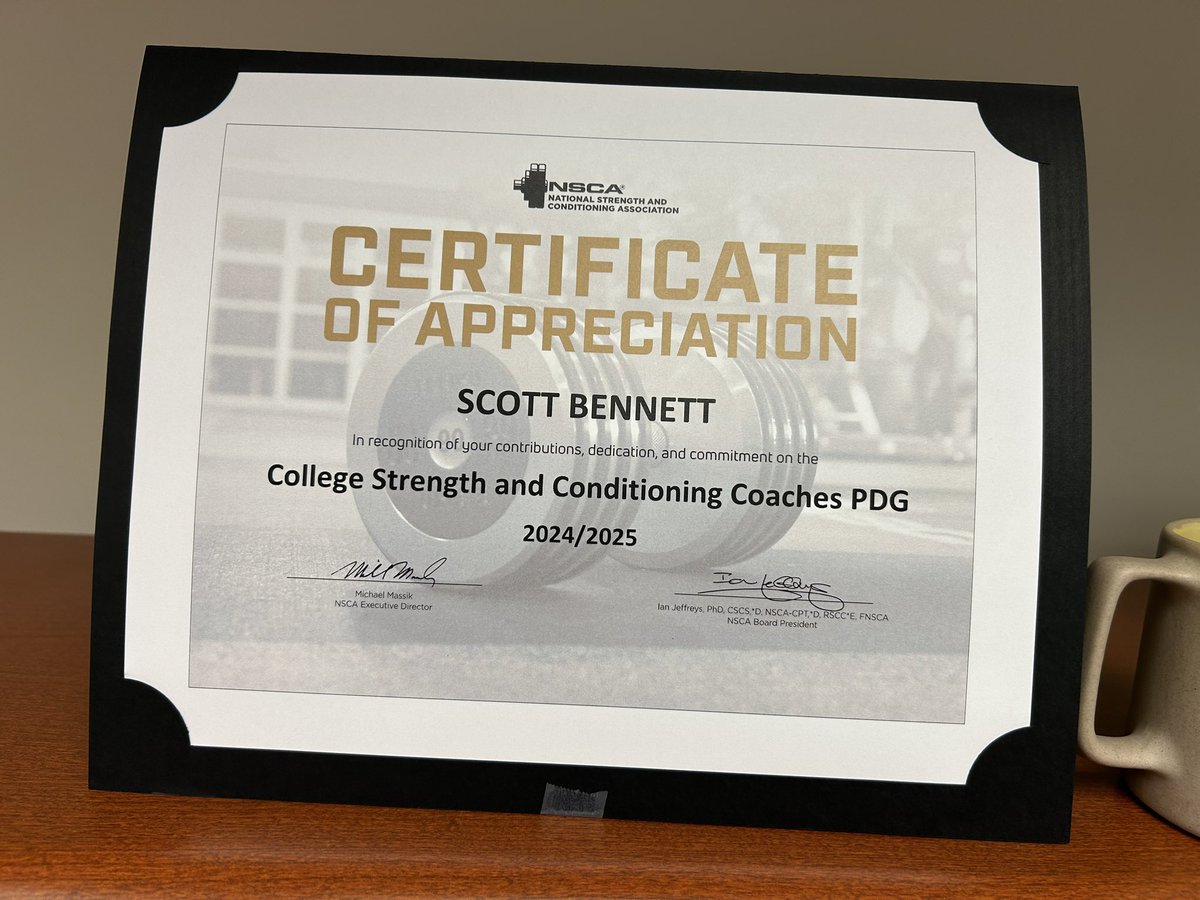 NSCA®
NATIONAL STRENGTH AND
CONDITIONING ASSOCIATION
CERTIFICATE
OF APPRECIATION
SCOTT BENNETT
In recognition of your contributions, dedication, and commitment on the
College Strength and Conditioning Coaches PDG
2024/2025
Michael Massik
NSCA Executive Director
Ian Jeffreys, PhD, CSCS,*D, NSCA-CPT,*D, RSCC*E, FNSCA
NSCA Board President